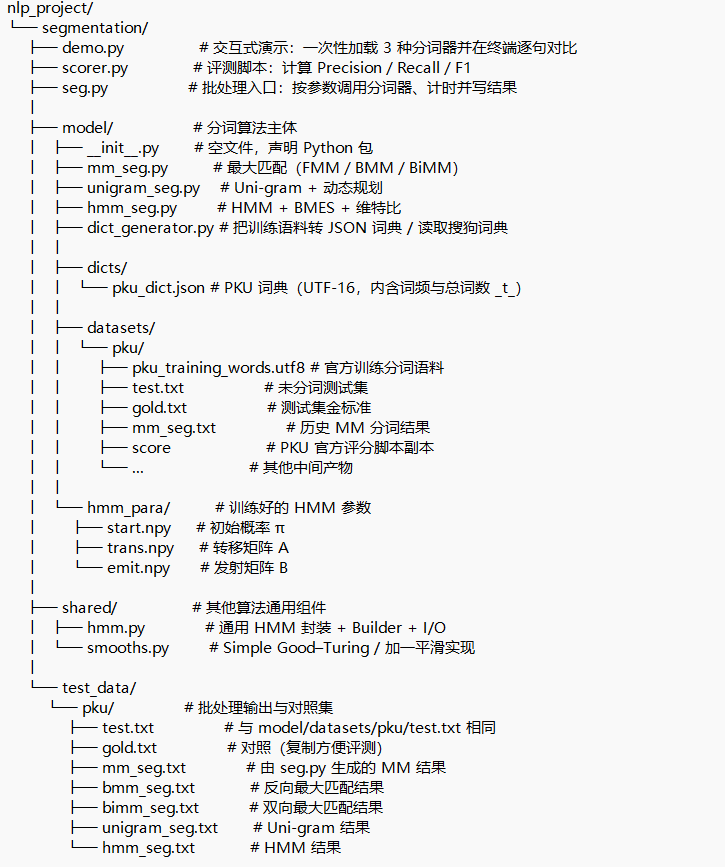 nlp_project/
└── segmentation/
    ├── demo.py                # 交互式演示：一次性加载 3 种分词器并在终端逐句对比
    ├── scorer.py              # 评测脚本：计算 Precision / Recall / F1
    ├── seg.py                 # 批处理入口：按参数调用分词器、计时并写结果
    │
    ├── model/                 # 分词算法主体
    │   ├── __init__.py        # 空文件，声明 Python 包
    │   ├── mm_seg.py          # 最大匹配（FMM / BMM / BiMM）
    │   ├── unigram_seg.py     # Uni-gram + 动态规划
    │   ├── hmm_seg.py         # HMM + BMES + 维特比
    │   ├── dict_generator.py # 把训练语料转 JSON 词典 / 读取搜狗词典
    │   │
    │   ├── dicts/
    │   │   └── pku_dict.json # PKU 词典（UTF-16，内含词频与总词数 _t_）
    │   │
    │   ├── datasets/
    │   │   └── pku/
    │   │       ├── pku_training_words.utf8 # 官方训练分词语料
    │   │       ├── test.txt                # 未分词测试集
    │   │       ├── gold.txt                # 测试集金标准
    │   │       ├── mm_seg.txt              # 历史 MM 分词结果
    │   │       ├── score                   # PKU 官方评分脚本副本
    │   │       └── ...                     # 其他中间产物
    │   │
    │   └── hmm_para/          # 训练好的 HMM 参数
    │       ├── start.npy      # 初始概率 π
    │       ├── trans.npy      # 转移矩阵 A
    │       └── emit.npy       # 发射矩阵 B
    │
    ├── shared/                # 其他算法通用组件
    │   ├── hmm.py             # 通用 HMM 封装 + Builder + I/O
    │   └── smooths.py         # Simple Good–Turing / 加一平滑实现
    │
    └── test_data/
        └── pku/               # 批处理输出与对照集
            ├── test.txt           # 与 model/datasets/pku/test.txt 相同
            ├── gold.txt           # 对照（复制方便评测）
            ├── mm_seg.txt         # 由 seg.py 生成的 MM 结果
            ├── bmm_seg.txt        # 反向最大匹配结果
            ├── bimm_seg.txt       # 双向最大匹配结果
            ├── unigram_seg.txt    # Uni-gram 结果
            └── hmm_seg.txt        # HMM 结果